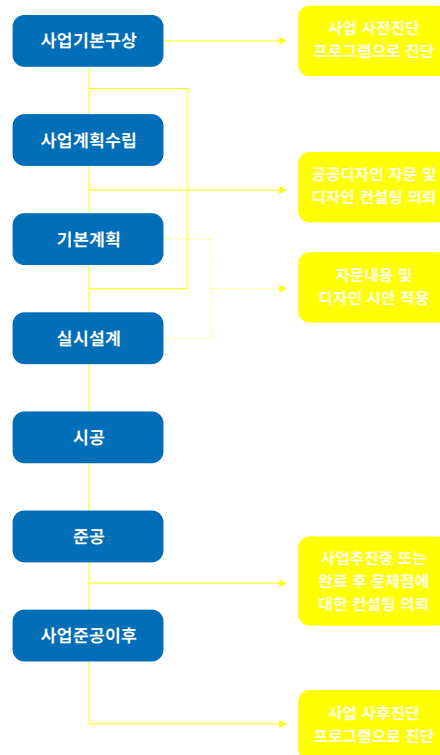 사업기본구상
사업 사전진단
프로그램으로 진단
사업계획수립
공공디자인 자문 및
디자인 컨설팅 의뢰
기본계획
자문내용 및
디자인 시안 적용
실시설계
시공
준공
사업추진중 또는
완료 후 문제점에
대한 컨설팅 의뢰
사업준공이후
사업 사후진단
프로그램으로 진단